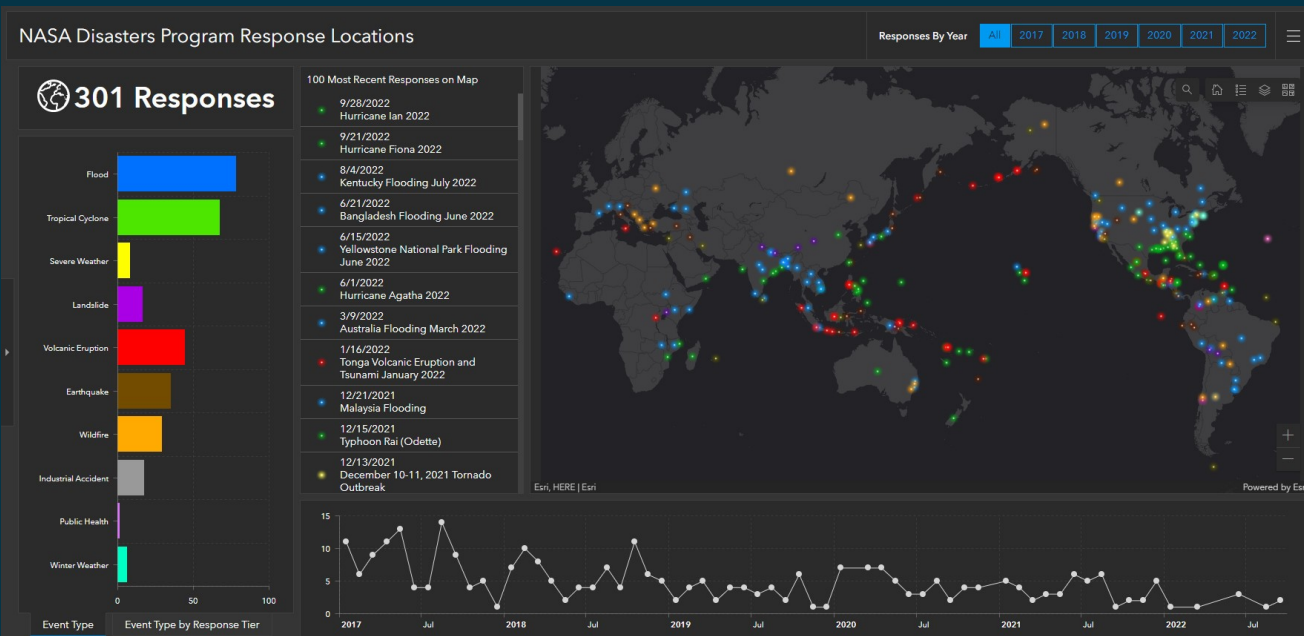 NASA Disasters Program Response Locations
Responses By Year
All
2017
2018
2019
2020
2021
2022
301 Responses
Flood
Tropical Cyclone
Severe Weather
Landslide
Volcanic Eruption
Earthquake
Wildfire
Industrial Accident
Public Health
Winter Weather
0
50
100
Event Type
Event Type by Response Tier
100 Most Recent Responses on Map
9/28/2022
Hurricane Ian 2022
9/21/2022
Hurricane Fiona 2022
8/4/2022
Kentucky Flooding July 2022
6/21/2022
Bangladesh Flooding June 2022
6/15/2022
Yellowstone National Park Flooding
June 2022
6/1/2022
Hurricane Agatha 2022
3/9/2022
Australia Flooding March 2022
1/16/2022
Tonga Volcanic Eruption and
Tsunami January 2022
12/21/2021
Malaysia Flooding
12/15/2021
Typhoon Rai (Odette)
12/13/2021
December 10-11, 2021 Tornado
Outbreak
Esri, HERE | Esri
Powered by Esri
15
10
5
0
2017
Jul
2018
Jul
2019
Jul
2020
Jul
2021
Jul
2022
Jul